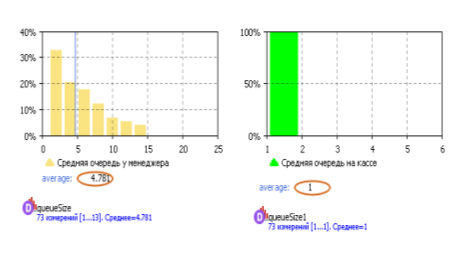 40%
30%
20%
10%
0%
0 5 10 15 20 25
Средняя очередь у менеджера
average: 4.781
queueSize
73 измерений [1...13]. Среднее=4.781
100%
50%
0%
1 2 3 4 5 6
Средняя очередь на кассе
average: 1
queueSize1
73 измерений [1...1]. Среднее=1